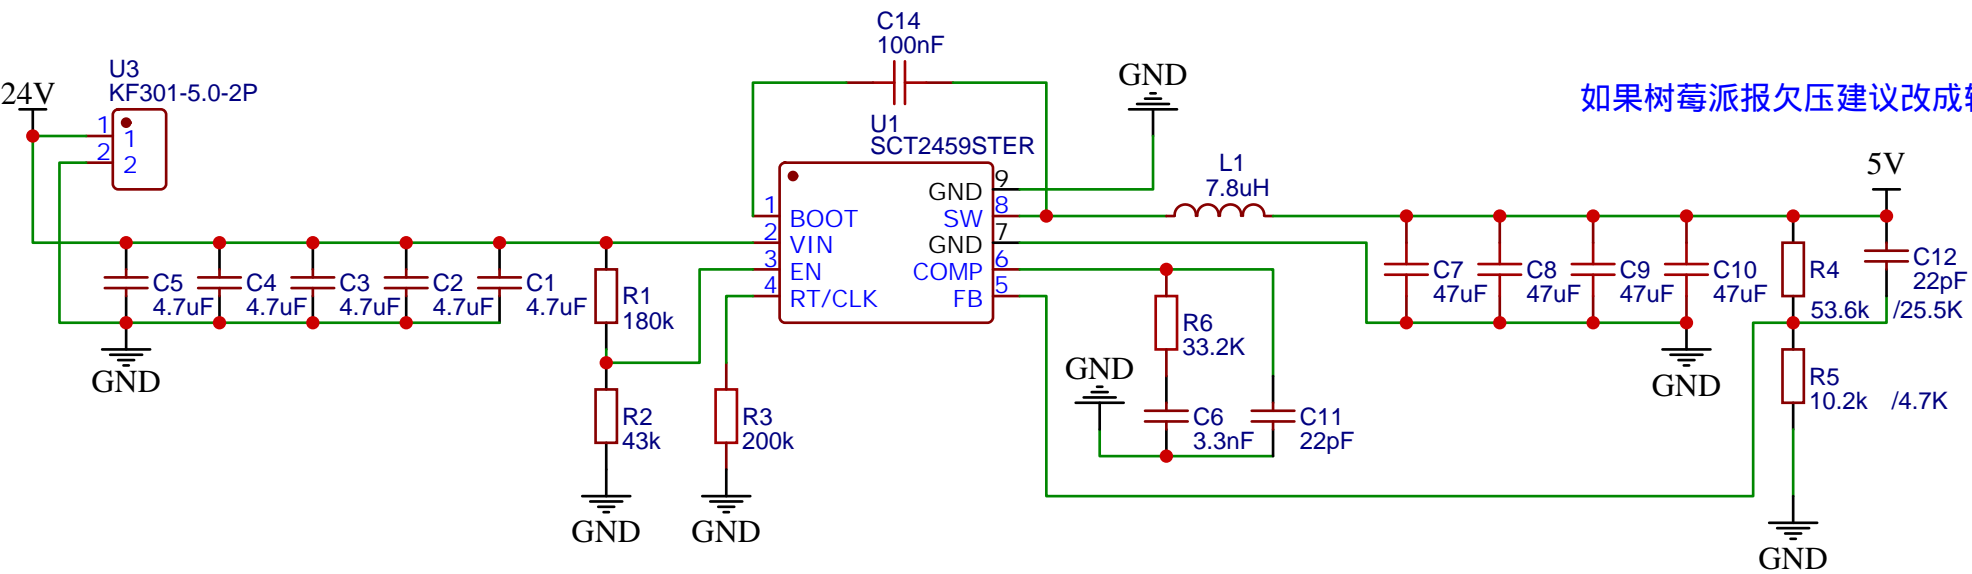 C14
100nF
U3
KF301-5.0-2P
24V
1
2
1
2
GND
如果树莓派报欠压建议改成
U1
SCT2459STER
L1
7.8uH
5V
1
2
3
4
BOOT
VIN
EN
RT/CLK
GND
SW
GND
COMP
FB
9
8
7
6
5
C5
4.7uF
C4
4.7uF
C3
4.7uF
C2
4.7uF
C1
4.7uF
GND
R1
180k
R2
43k
GND
R3
200k
GND
R6
33.2K
GND
C6
3.3nF
C11
22pF
C7
47uF
C8
47uF
C9
47uF
C10
47uF
GND
R4
53.6k /25.5K
C12
22pF
R5
10.2k /4.7K
GND